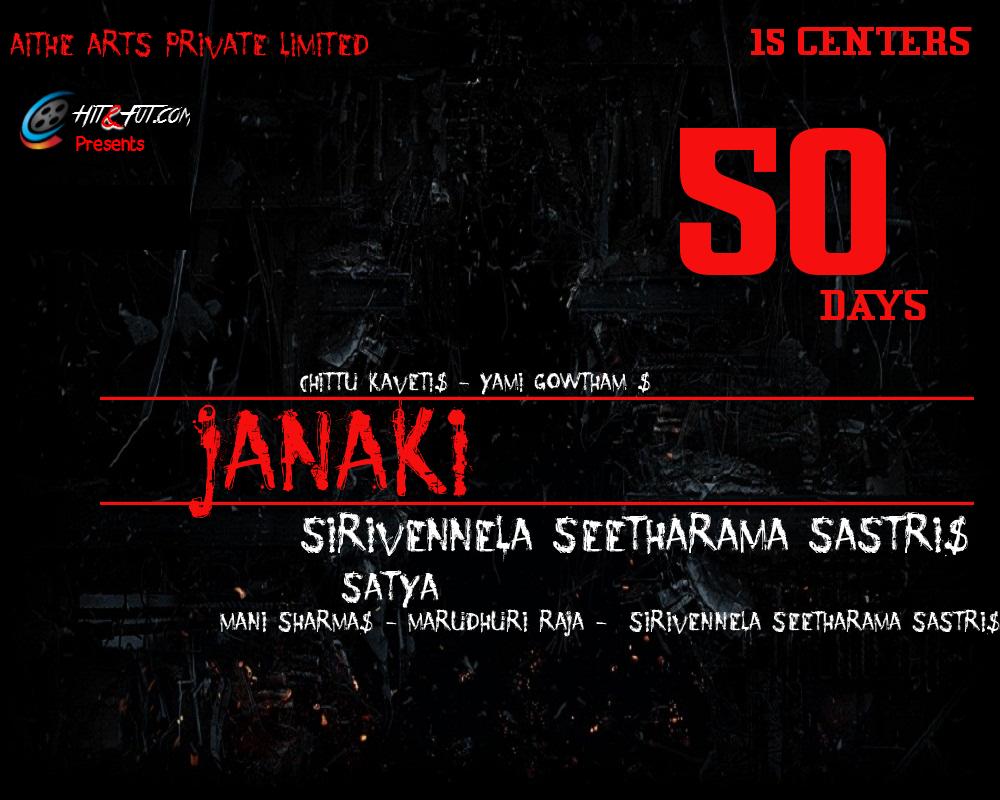 AITHE ARTS PRIVATE LIMITED
15 CENTERS
HIT&FUT.COM
Presents
50
DAYS
CHITTU KAVETI$ - YAMI GOWTHAM $
JANAKI
SIRIVENNELA SEETHARAMA SASTRI$
SATYA
MANI SHARMA$ - MARUDHURI RAJA - SIRIVENNELA SEETHARAMA SASTRI$